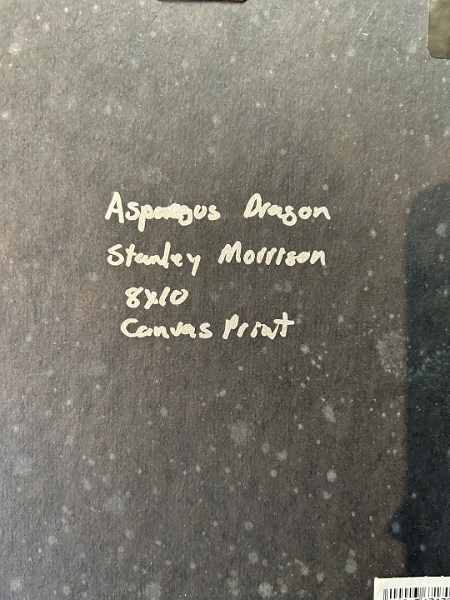 Asparagus Dragon
Stanley Morrison
8x10
Canvas Print